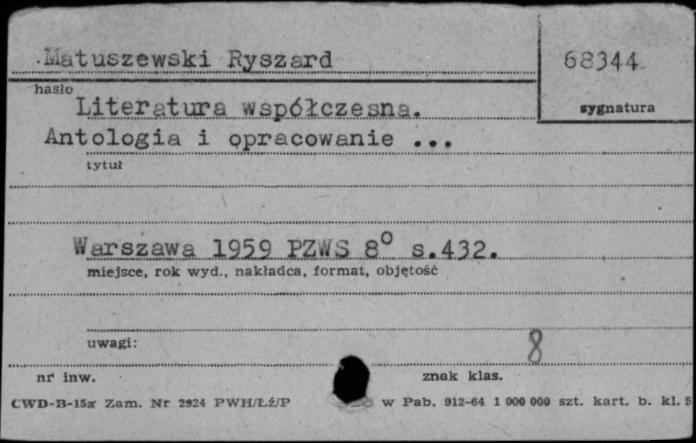 Matuszewski Ryszard
68344
hasło
sygnatura
Literatura współczesna.
Antologia i opracowanie ...
tytuł
Warszawa 1959 PZWS 8° s.432.
miejsce, rok wyd., nakładca, format, objętość
uwagi:
8
nr inw.
znak klas.
CWD-B-15a Zam. Nr 2924 PWH/Łź/P w Pab. 912-64 1 000 000 szt. kart. b. kl. 5